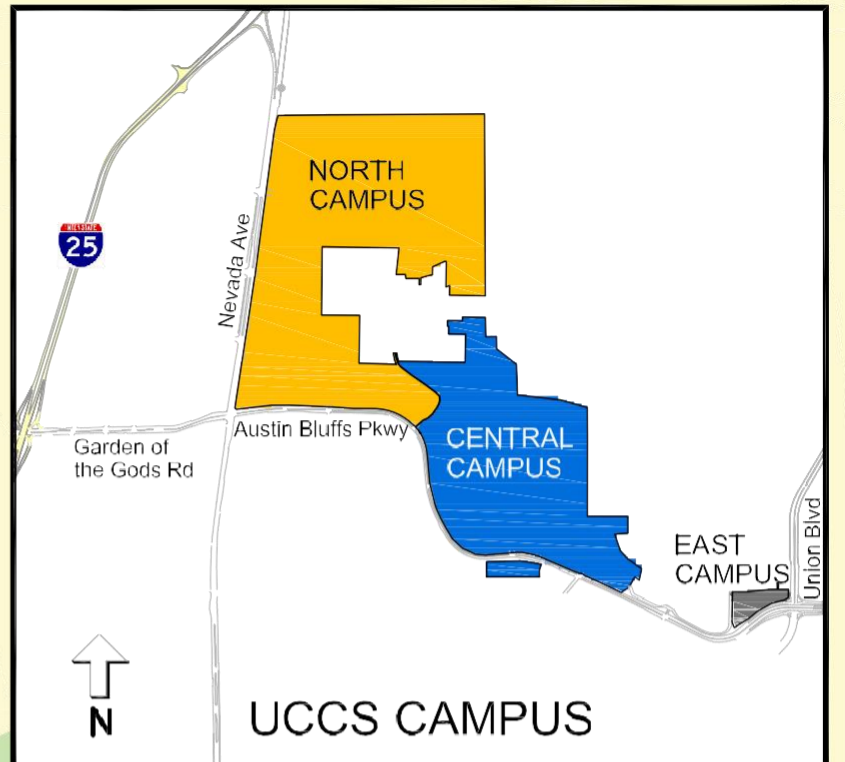 NORTH
CAMPUS
INTERSTATE
25
Nevada Ave
Austin Bluffs Pkwy
Garden of
the Gods Rd
CENTRAL
CAMPUS
EAST
CAMPUS
Union Blvd
N
UCCS CAMPUS